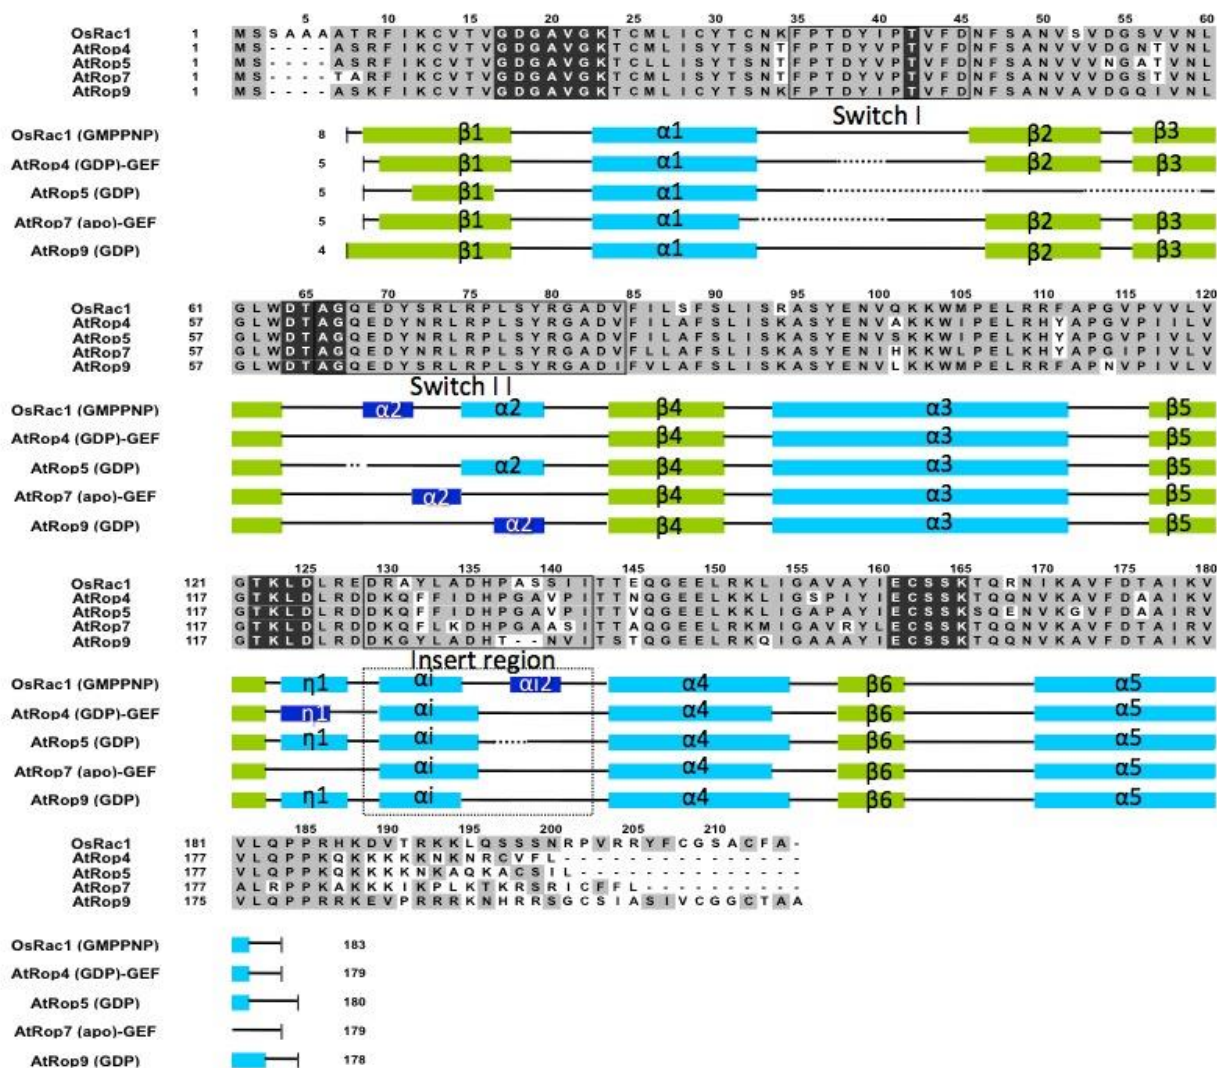 5 10 15 20 25 30 35 40 45 50 55 60
OsRac1 1 M S S A A A A T R F I K C V T V G D G A V G K T C M L I C Y T C N K F P T D Y I P T V F D N F S A N V S V D G S V V N L
AtRop4 1 M S - - - - A S R F I K C V T V G D G A V G K T C M L I S Y T S N T F P T D Y V P T V F D N F S A N V V V D G N T V N L
AtRop5 1 M S - - - - A S R F I K C V T V G D G A V G K T C L L I S Y T S N T F P T D Y V P T V F D N F S A N V V V N G A T V N L
AtRop7 1 M S - - - - T A R F I K C V T V G D G A V G K T C M L I S Y T S N T F P T D Y V P T V F D N F S A N V V V D G S T V N L
AtRop9 1 M S - - - - A S K F I K C V T V G D G A V G K T C M L I C Y T S N K F P T D Y I P T V F D N F S A N V A V D G Q I V N L
Switch I
OsRac1 (GMPPNP) 8 β1 α1 β2 β3
AtRop4 (GDP)-GEF 5 β1 α1 β2 β3
AtRop5 (GDP) 5 β1 α1
AtRop7 (apo)-GEF 5 β1 α1 β2 β3
AtRop9 (GDP) 4 β1 α1 β2 β3
65 70 75 80 85 90 95 100 105 110 115 120
OsRac1 61 G L W D T A G Q E D Y S R L R P L S Y R G A D V F I L S F S L I S R A S Y E N V Q K K W M P E L R R F A P G V P V V L V
AtRop4 57 G L W D T A G Q E D Y N R L R P L S Y R G A D V F I L A F S L I S K A S Y E N V A K K W I P E L R H Y A P G V P I I L V
AtRop5 57 G L W D T A G Q E D Y N R L R P L S Y R G A D V F I L A F S L I S K A S Y E N V S K K W I P E L K H Y A P G V P I V L V
AtRop7 57 G L W D T A G Q E D Y N R L R P L S Y R G A D V F L L A F S L I S K A S Y E N I H K K W L P E L K H Y A P G I P I V L V
AtRop9 57 G L W D T A G Q E D Y S R L R P L S Y R G A D I F V L A F S L I S K A S Y E N V L K K W M P E L R R F A P N V P I V L V
Switch I I
OsRac1 (GMPPNP) α2 α2 β4 α3 β5
AtRop4 (GDP)-GEF β4 α3 β5
AtRop5 (GDP) α2 β4 α3 β5
AtRop7 (apo)-GEF α2 β4 α3 β5
AtRop9 (GDP) α2 β4 α3 β5
125 130 135 140 145 150 155 160 165 170 175 180
OsRac1 121 G T K L D L R E D R A Y L A D H P A S S I I T T E Q G E E L R K L I G A V A Y I E C S S K T Q R N I K A V F D T A I K V
AtRop4 117 G T K L D L R D D K Q F F I D H P G A V P I T T N Q G E E L K K L I G S P I Y I E C S S K T Q Q N V K A V F D A A I K V
AtRop5 117 G T K L D L R D D K Q F F I D H P G A V P I T T V Q G E E L K K L I G A P A Y I E C S S K S Q E N V K G V F D A A I R V
AtRop7 117 G T K L D L R D D K Q F L K D H P G A A S I T T A Q G E E L R K M I G A V R Y L E C S S K T Q Q N V K A V F D T A I R V
AtRop9 117 G T K L D L R D D K G Y L A D H T - - N V I T S T Q G E E L R K Q I G A A A Y I E C S S K T Q Q N V K A V F D T A I K V
Insert region
OsRac1 (GMPPNP) η1 αi αi2 α4 β6 α5
AtRop4 (GDP)-GEF η1 αi α4 β6 α5
AtRop5 (GDP) η1 αi α4 β6 α5
AtRop7 (apo)-GEF αi α4 β6 α5
AtRop9 (GDP) η1 αi α4 β6 α5
185 190 195 200 205 210
OsRac1 181 V L Q P P R H K D V T R K K L Q S S S N R P V R R Y F C G S A C F A -
AtRop4 177 V L Q P P K Q K K K K K N K N R C V F L - - - - - - - - - - - - - - -
AtRop5 177 V L Q P P K Q K K K K N K A Q K A C S I L - - - - - - - - - - - - - -
AtRop7 177 A L R P P K A K K K I K P L K T K R S R I C F F L - - - - - - - - - -
AtRop9 175 V L Q P P R R K E V P R R R K N H R R S G C S I A S I V C G G C T A A
OsRac1 (GMPPNP) 183
AtRop4 (GDP)-GEF 179
AtRop5 (GDP) 180
AtRop7 (apo)-GEF 179
AtRop9 (GDP) 178